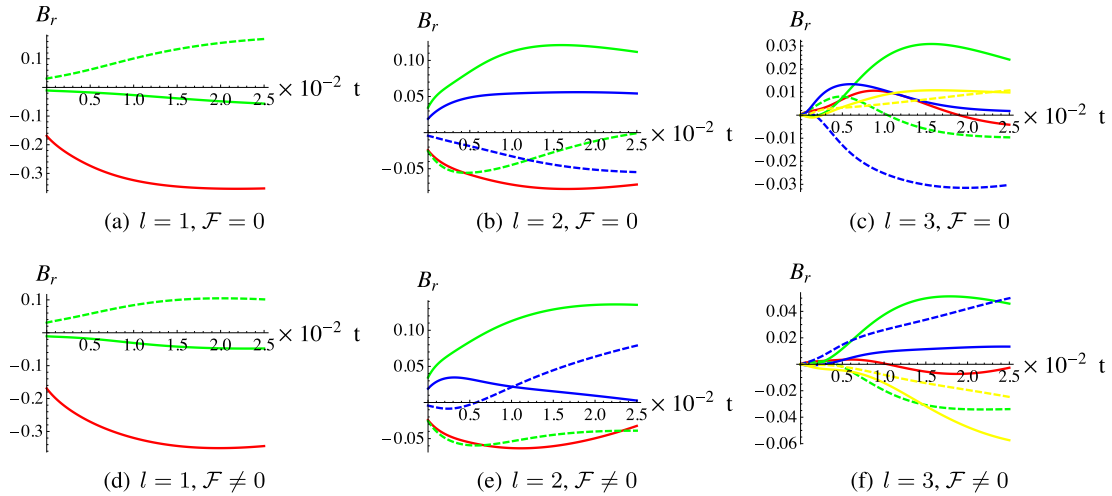 B_r
0.1
0.5 1.0 1.5 2.0 2.5 × 10⁻² t
−0.1
−0.2
−0.3
(a) l = 1, ℱ = 0
B_r
0.10
0.05
0.5 1.0 1.5 2.0 2.5 × 10⁻² t
−0.05
(b) l = 2, ℱ = 0
B_r
0.03
0.02
0.01
0.5 1.0 1.5 2.0 2.5 × 10⁻² t
−0.01
−0.02
−0.03
(c) l = 3, ℱ = 0
B_r
0.1
0.5 1.0 1.5 2.0 2.5 × 10⁻² t
−0.1
−0.2
−0.3
(d) l = 1, ℱ ≠ 0
B_r
0.10
0.05
0.5 1.0 1.5 2.0 2.5 × 10⁻² t
−0.05
(e) l = 2, ℱ ≠ 0
B_r
0.04
0.02
0.5 1.0 1.5 2.0 2.5 × 10⁻² t
−0.02
−0.04
−0.06
(f) l = 3, ℱ ≠ 0